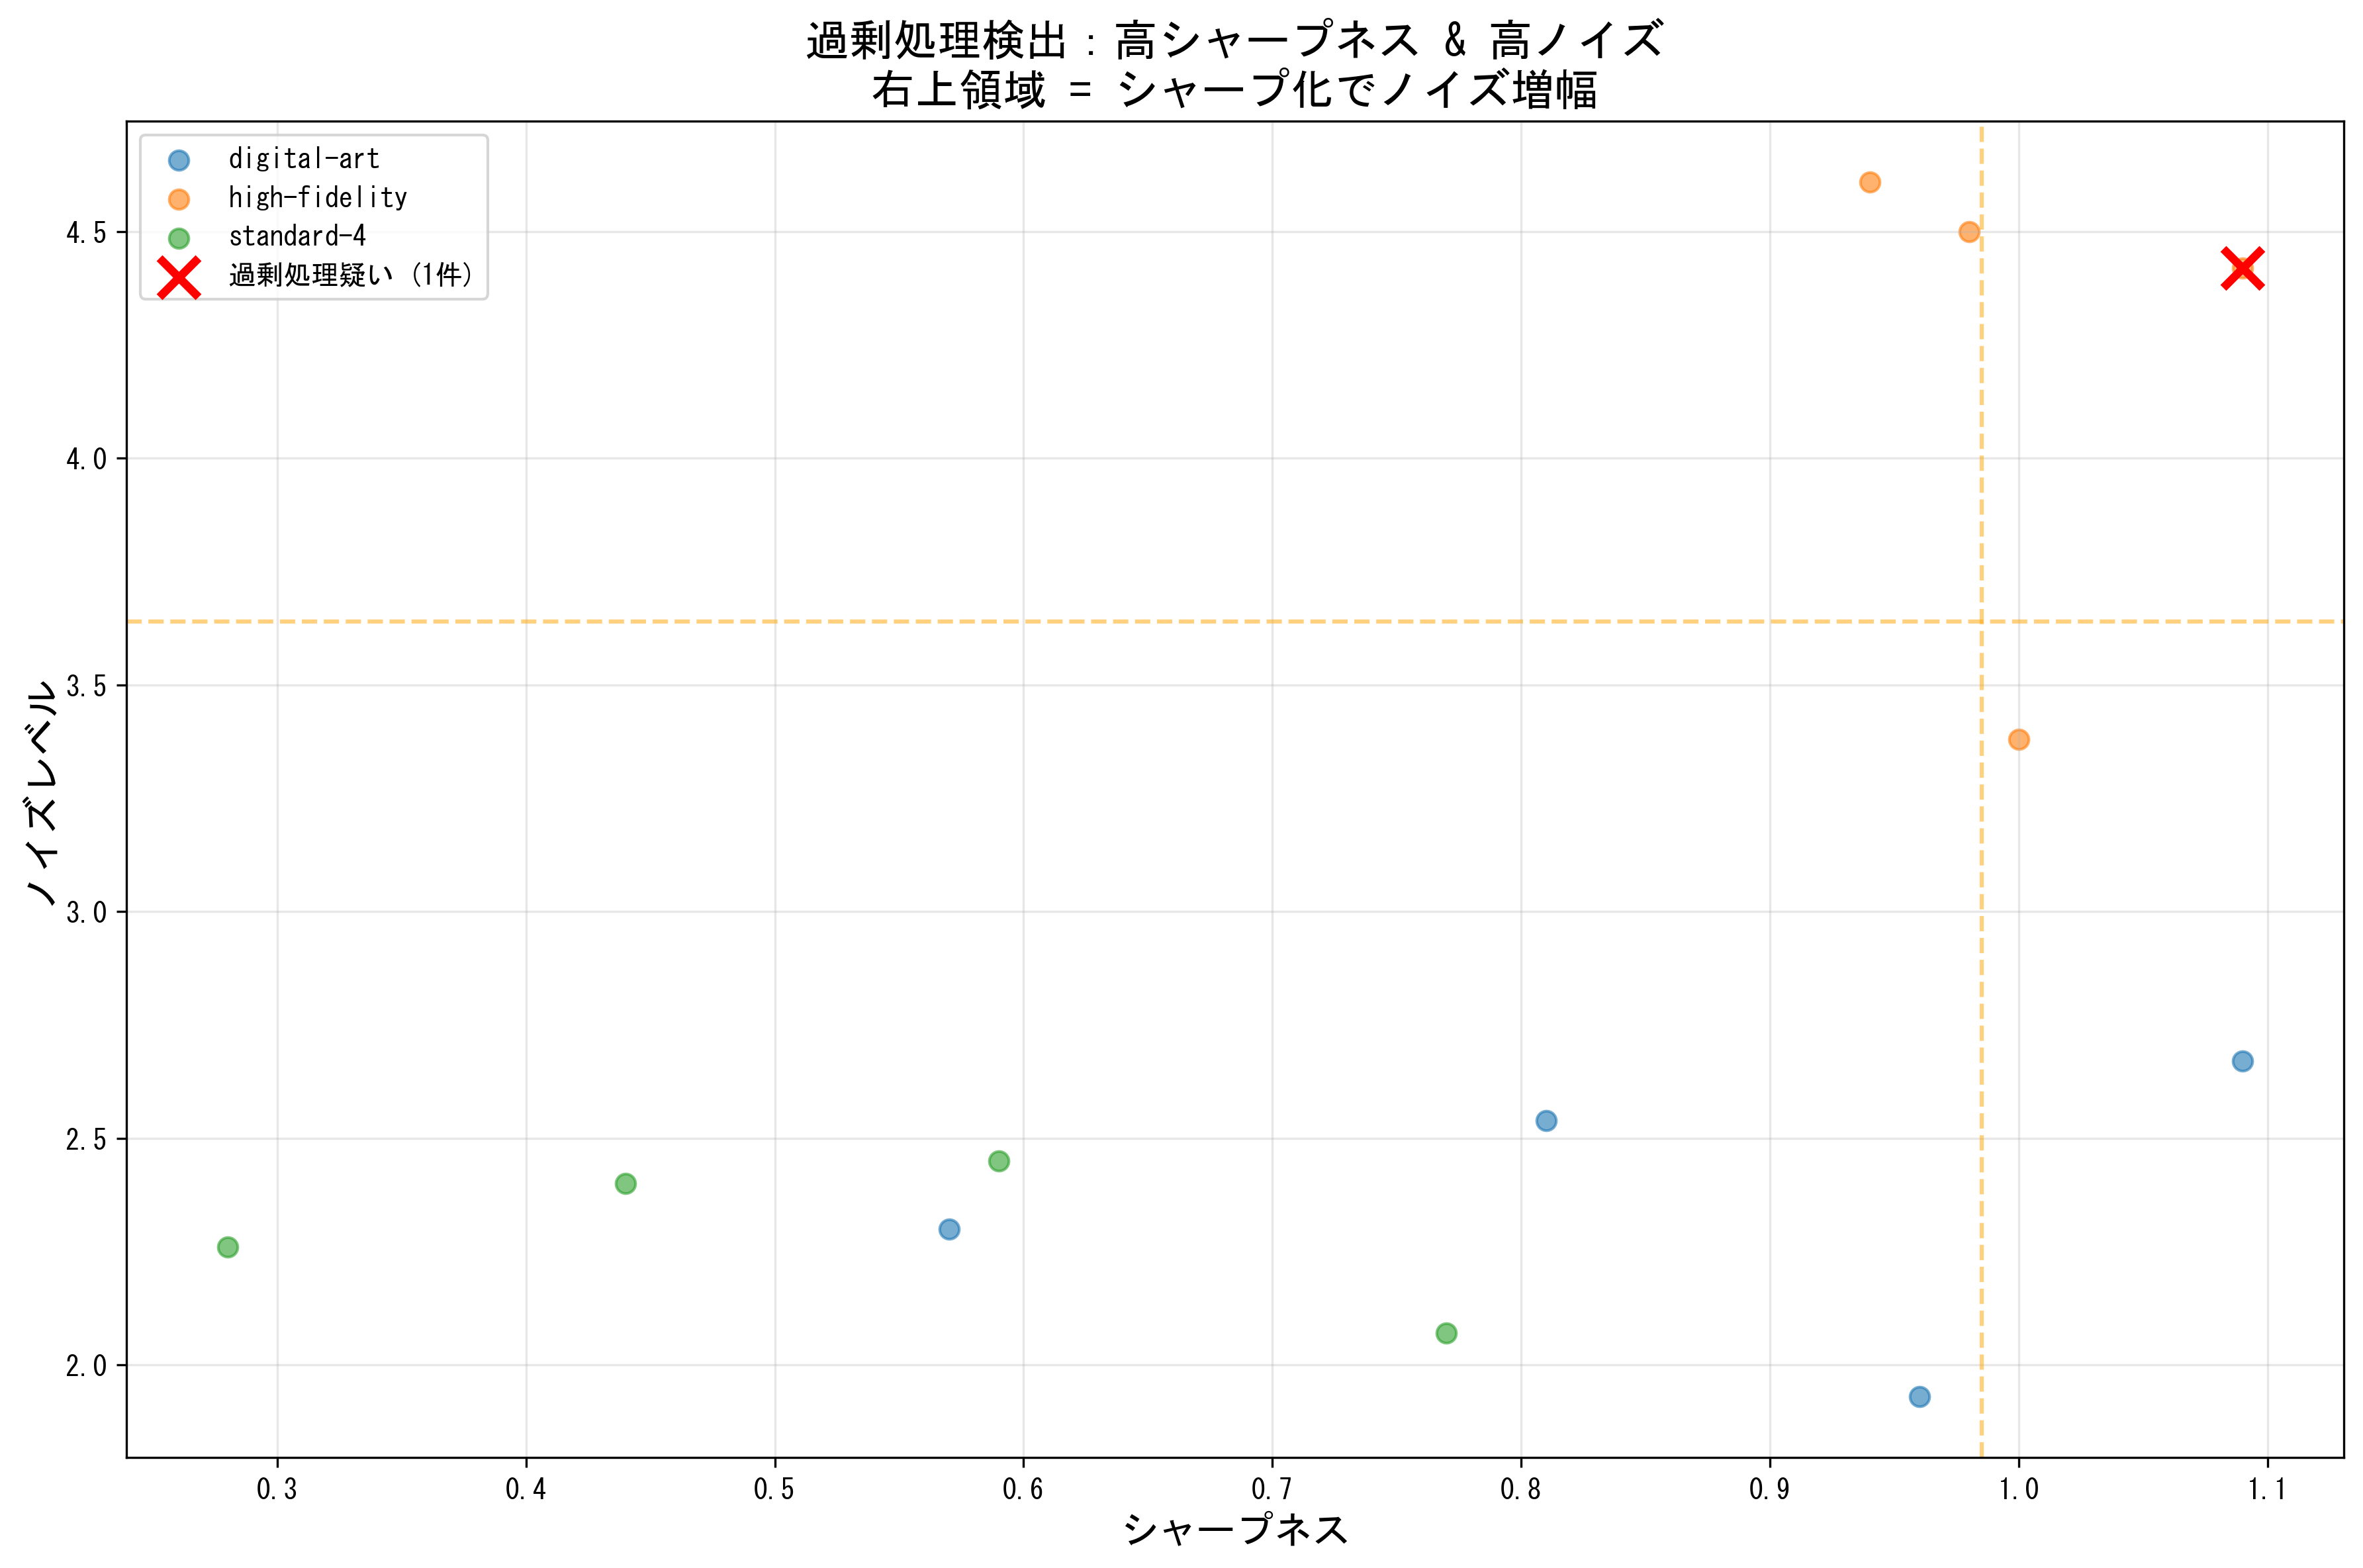 過剰処理検出：高シャープネス & 高ノイズ
右上領域 = シャープ化でノイズ増幅
digital-art
high-fidelity
standard-4
過剰処理疑い (1件)
ノイズレベル
4.5
4.0
3.5
3.0
2.5
2.0
0.3 0.4 0.5 0.6 0.7 0.8 0.9 1.0 1.1
シャープネス